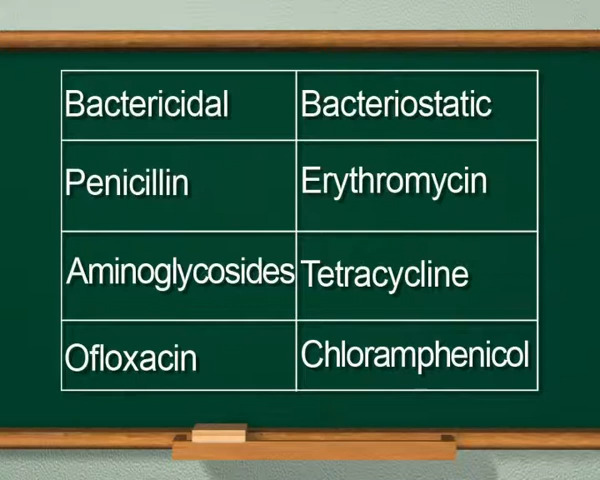 Bactericidal Bacteriostatic
Penicillin Erythromycin
Aminoglycosides Tetracycline
Ofloxacin Chloramphenicol